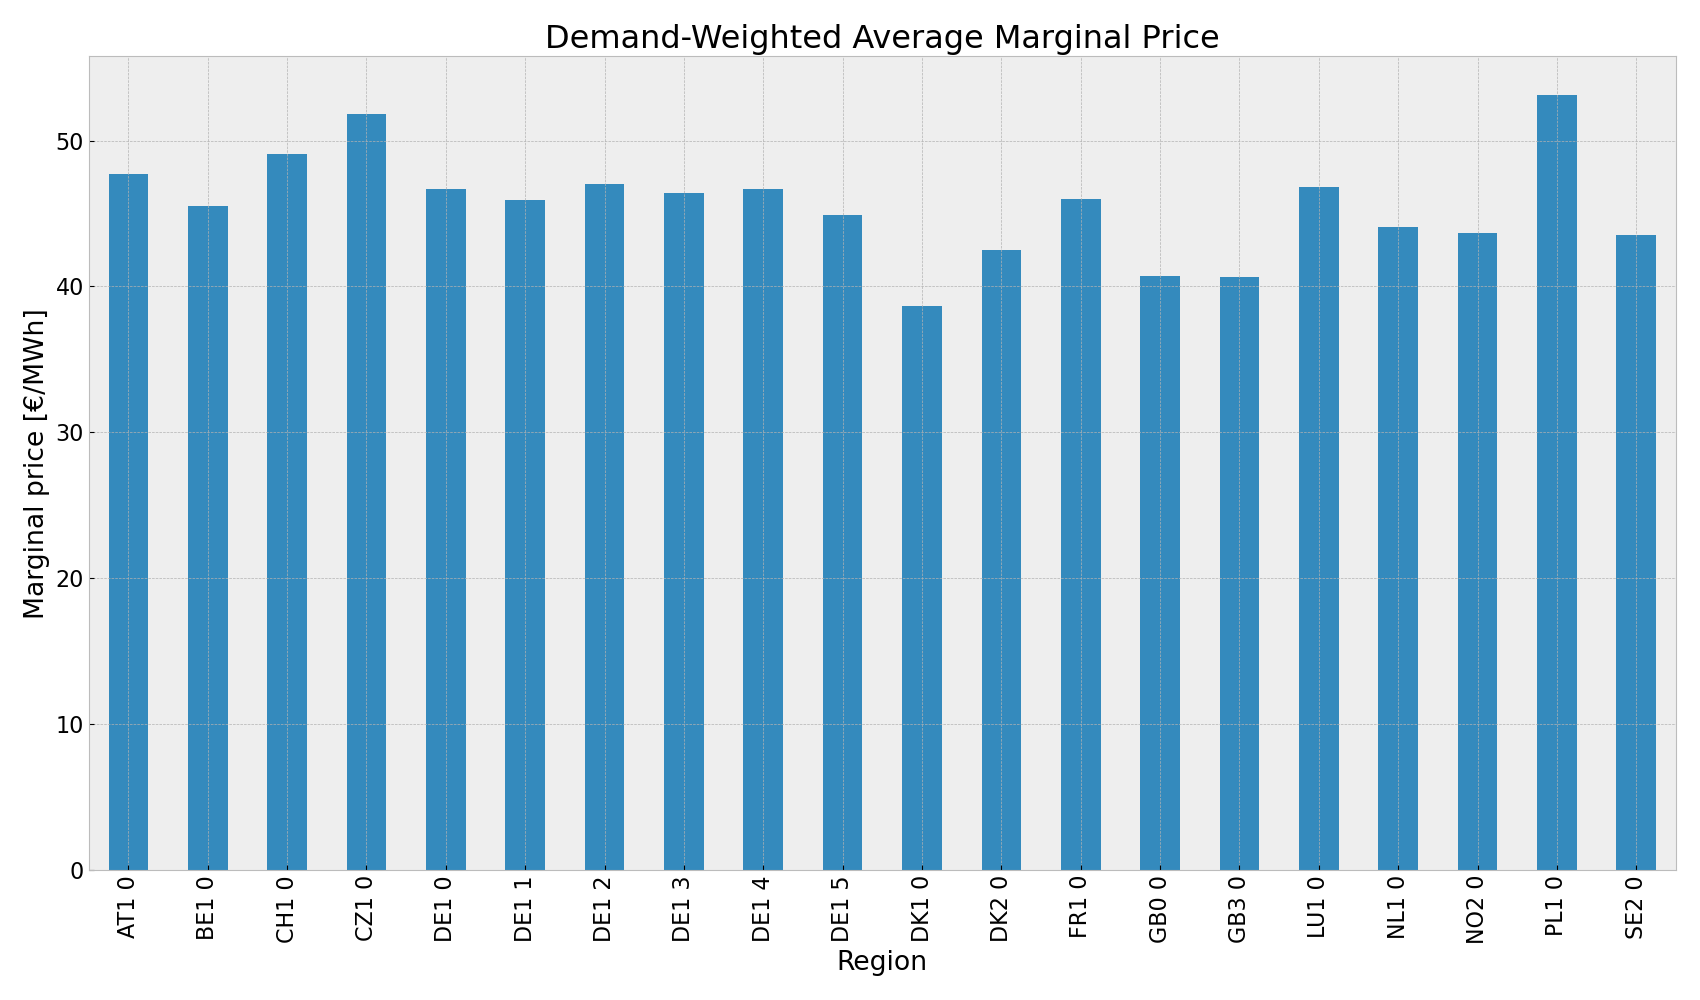 Demand-Weighted Average Marginal Price
Marginal price [€/MWh]
50
40
30
20
10
0
AT1 0
BE1 0
CH1 0
CZ1 0
DE1 0
DE1 1
DE1 2
DE1 3
DE1 4
DE1 5
DK1 0
DK2 0
FR1 0
GB0 0
GB3 0
LU1 0
NL1 0
NO2 0
PL1 0
SE2 0
Region